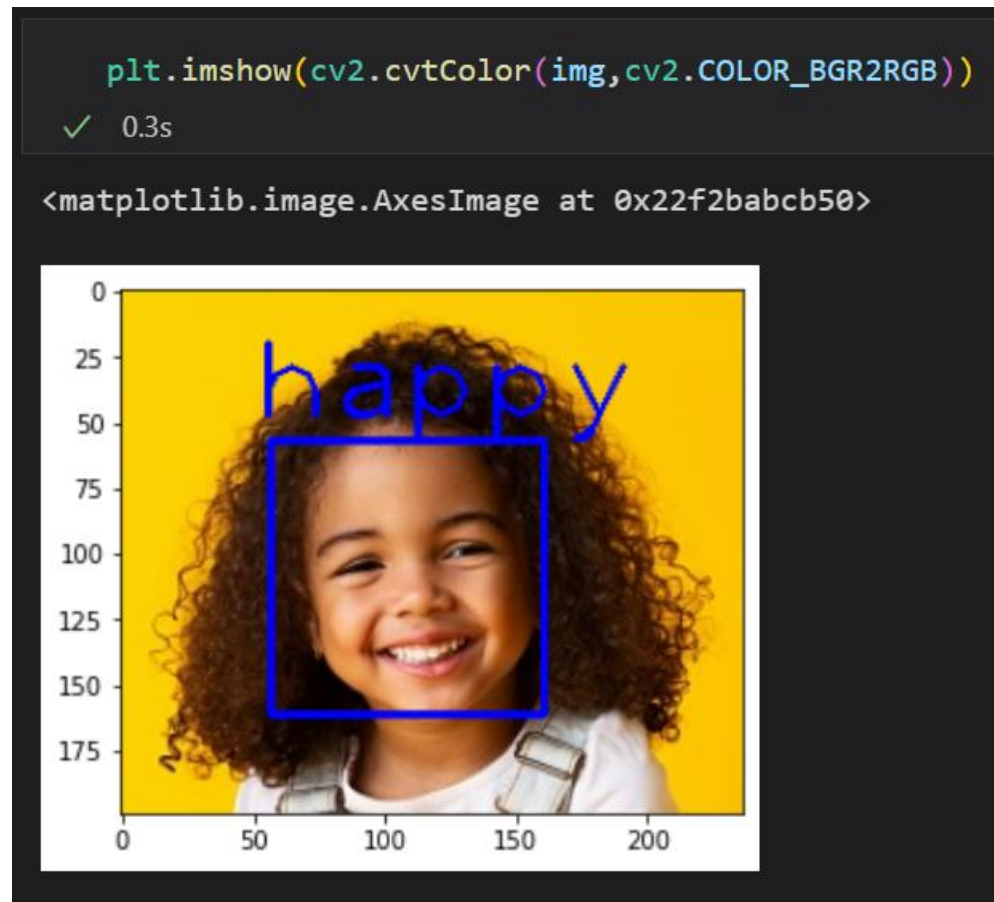 plt.imshow(cv2.cvtColor(img,cv2.COLOR_BGR2RGB))
✓ 0.3s
<matplotlib.image.AxesImage at 0x22f2babcb50>
happy
0
25
50
75
100
125
150
175
0 50 100 150 200